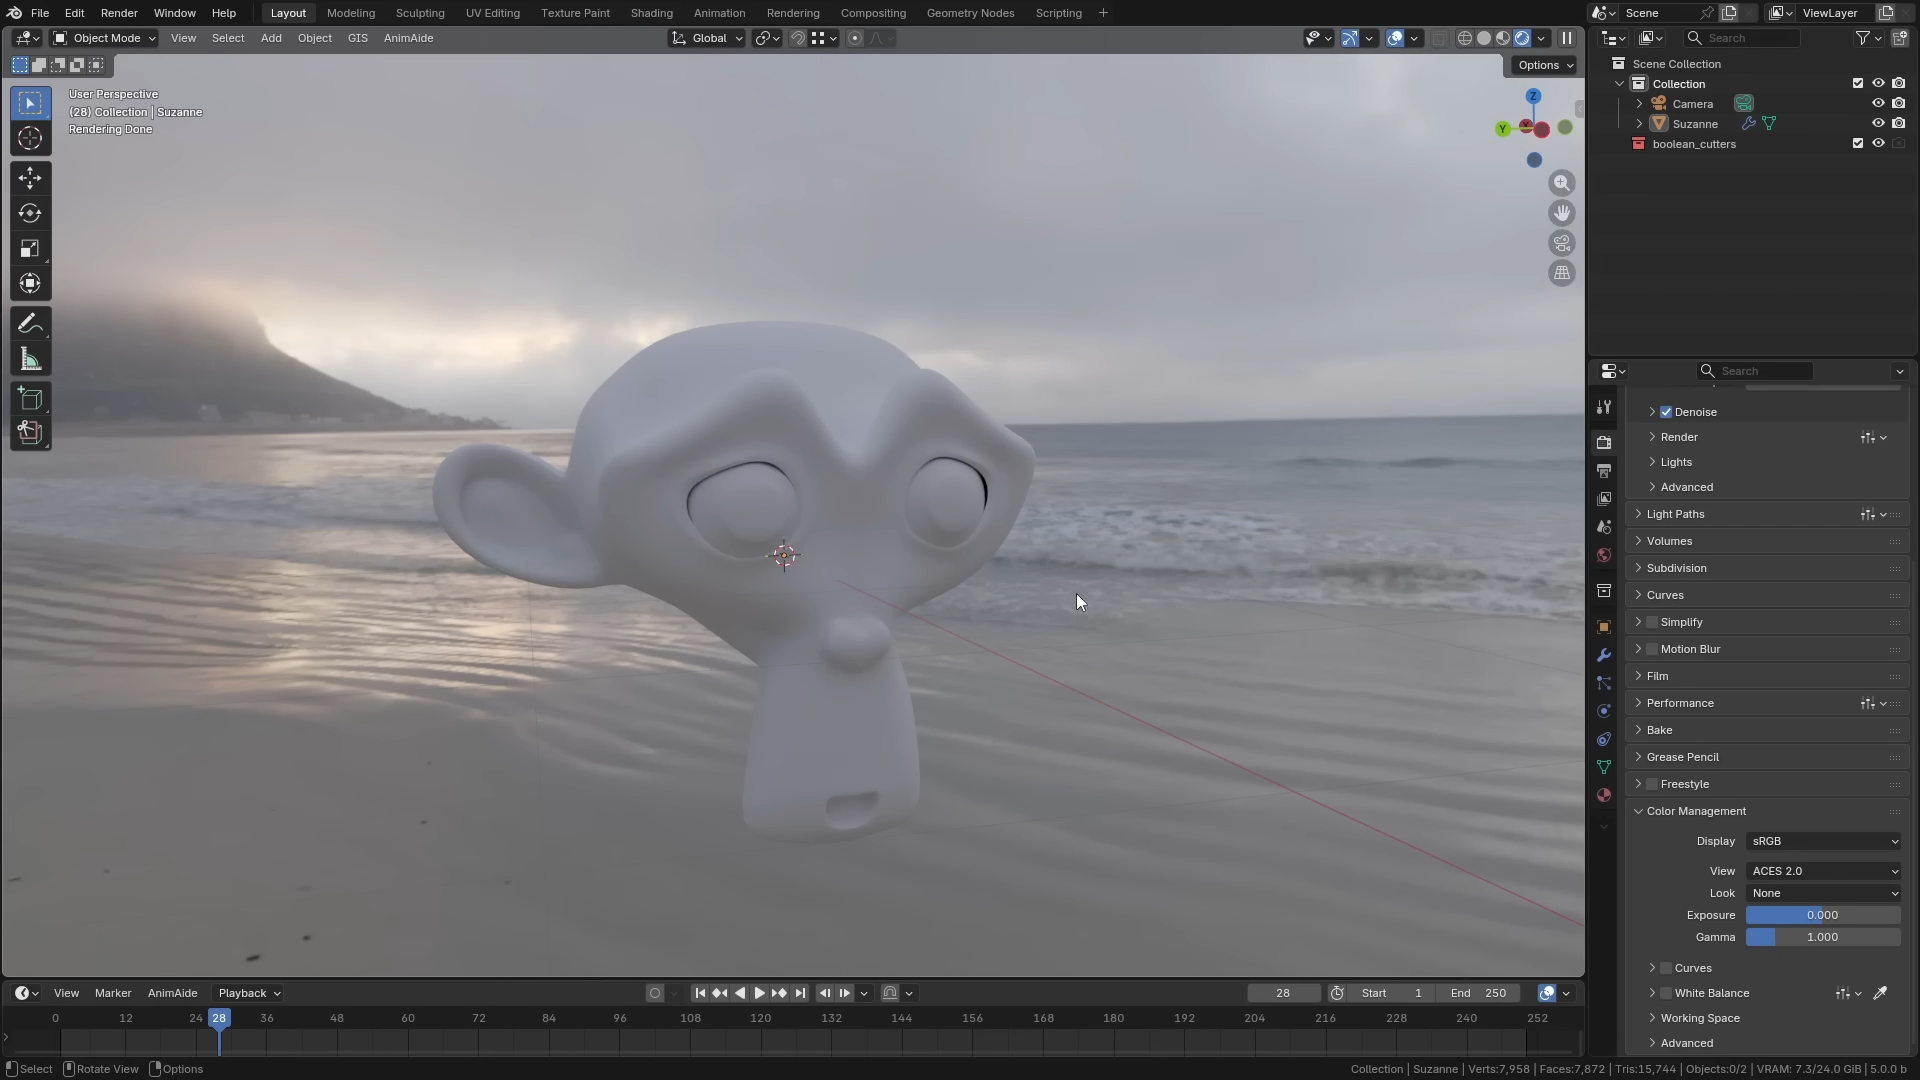 File Edit Render Window Help Layout Modeling Sculpting UV Editing Texture Paint Shading Animation Rendering Compositing Geometry Nodes Scripting + Scene ViewLayer
Object Mode View Select Add Object GIS AnimAide Global Search
Options
User Perspective
(28) Collection | Suzanne
Rendering Done
Z
Y
Scene Collection
Collection
Camera
Suzanne
boolean_cutters
Search
Denoise
Render
Lights
Advanced
Light Paths
Volumes
Subdivision
Curves
Simplify
Motion Blur
Film
Performance
Bake
Grease Pencil
Freestyle
Color Management
Display sRGB
View ACES 2.0
Look None
Exposure 0.000
Gamma 1.000
Curves
White Balance
Working Space
Advanced
View Marker AnimAide Playback 28 Start 1 End 250
0 12 24 28 36 48 60 72 84 96 108 120 132 144 156 168 180 192 204 216 228 240 252
Select Rotate View Options Collection | Suzanne | Verts:7,958 | Faces:7,872 | Tris:15,744 | Objects:0/2 | VRAM: 7.3/24.0 GiB | 5.0.0 b